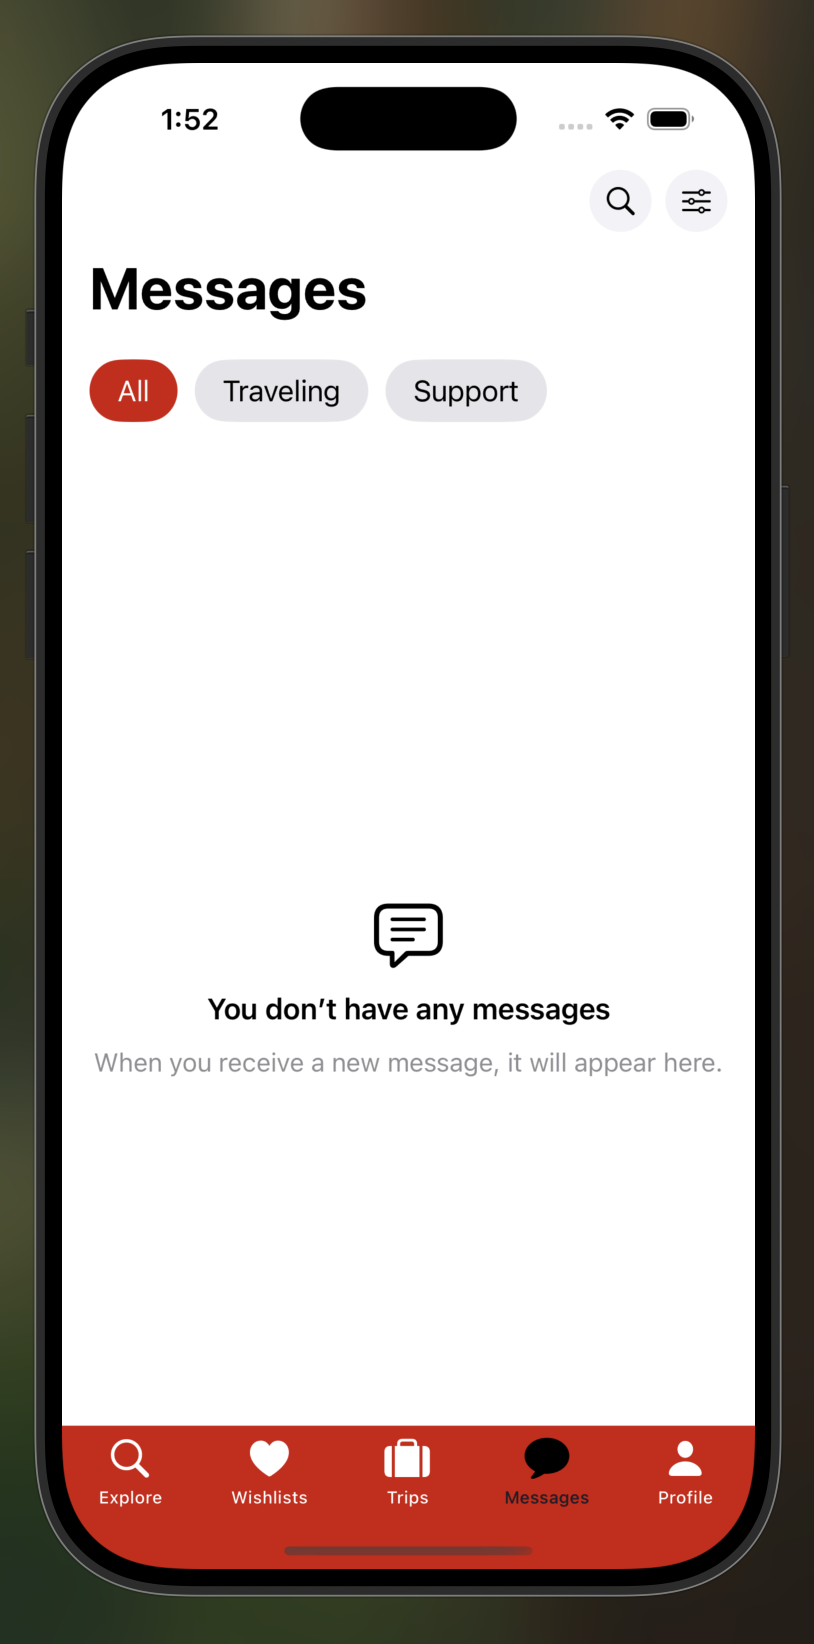 1:52
Messages
All
Traveling
Support
You don’t have any messages
When you receive a new message, it will appear here.
Explore
Wishlists
Trips
Messages
Profile